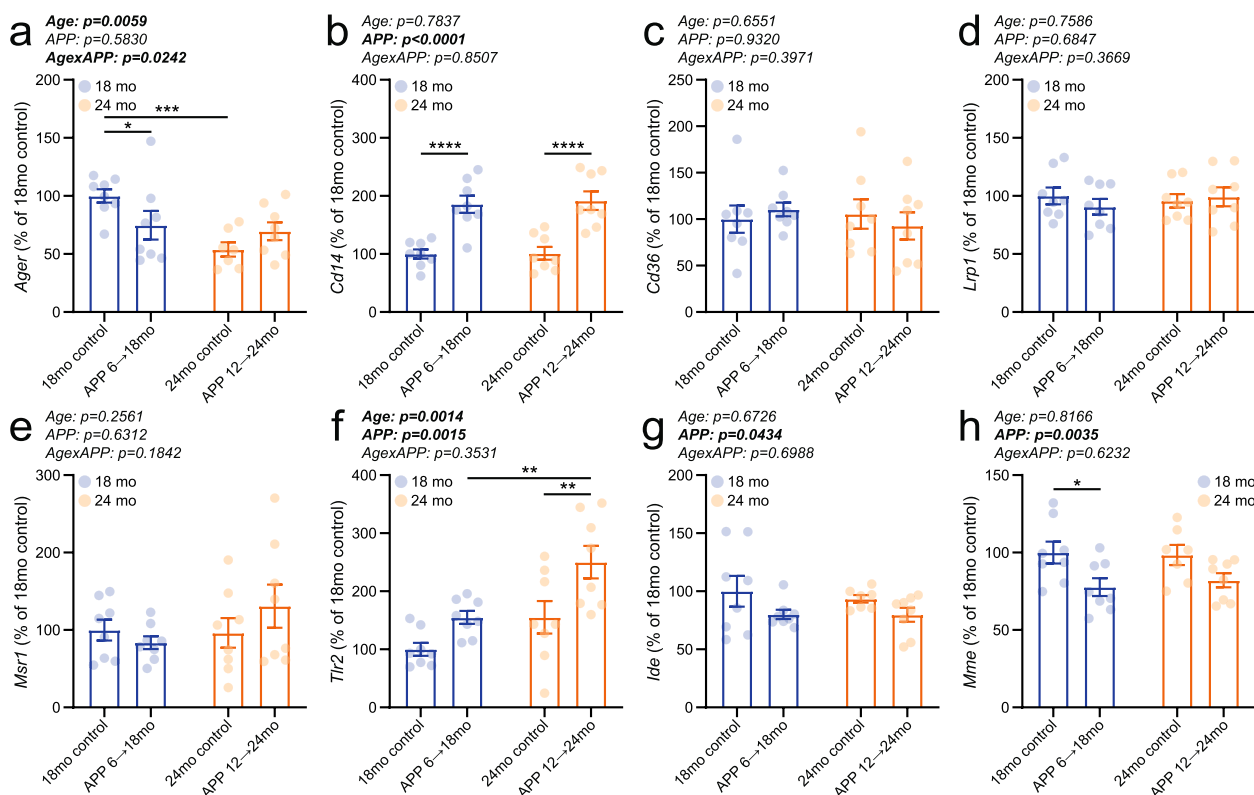 a
Age: p=0.0059
APP: p=0.5830
AgexAPP: p=0.0242
Ager (% of 18mo control)
200
150
100
50
0
18 mo
24 mo
***
*
18mo control
APP 6→18mo
24mo control
APP 12→24mo
b
Age: p=0.7837
APP: p<0.0001
AgexAPP: p=0.8507
Cd14 (% of 18mo control)
400
300
200
100
0
18 mo
24 mo
****
****
18mo control
APP 6→18mo
24mo control
APP 12→24mo
c
Age: p=0.6551
APP: p=0.9320
AgexAPP: p=0.3971
Cd36 (% of 18mo control)
250
200
150
100
50
0
18 mo
24 mo
18mo control
APP 6→18mo
24mo control
APP 12→24mo
d
Age: p=0.7586
APP: p=0.6847
AgexAPP: p=0.3669
Lrp1 (% of 18mo control)
200
150
100
50
0
18 mo
24 mo
18mo control
APP 6→18mo
24mo control
APP 12→24mo
e
Age: p=0.2561
APP: p=0.6312
AgexAPP: p=0.1842
Msr1 (% of 18mo control)
300
200
100
0
18 mo
24 mo
18mo control
APP 6→18mo
24mo control
APP 12→24mo
f
Age: p=0.0014
APP: p=0.0015
AgexAPP: p=0.3531
Tlr2 (% of 18mo control)
400
300
200
100
0
18 mo
24 mo
**
**
18mo control
APP 6→18mo
24mo control
APP 12→24mo
g
Age: p=0.6726
APP: p=0.0434
AgexAPP: p=0.6988
Ide (% of 18mo control)
200
150
100
50
0
18 mo
24 mo
18mo control
APP 6→18mo
24mo control
APP 12→24mo
h
Age: p=0.8166
APP: p=0.0035
AgexAPP: p=0.6232
Mme (% of 18mo control)
150
100
50
0
18 mo
24 mo
*
18mo control
APP 6→18mo
24mo control
APP 12→24mo